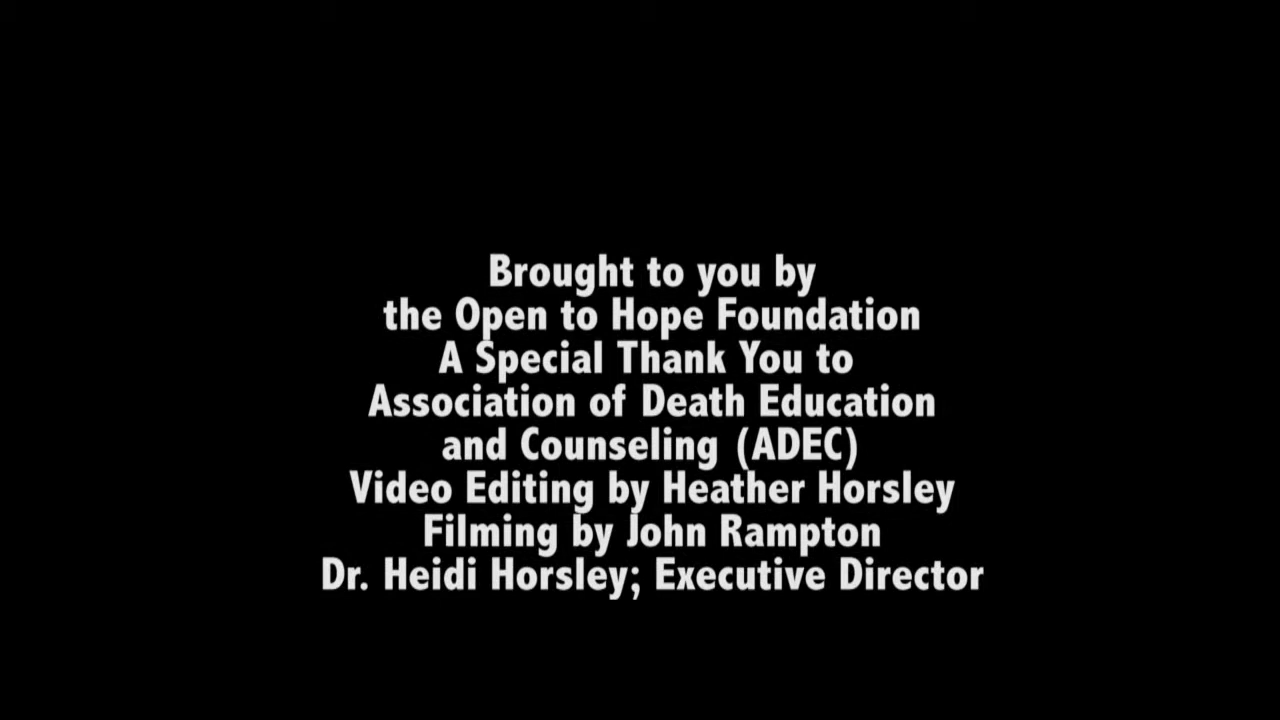 Brought to you by
the Open to Hope Foundation
A Special Thank You to
Association of Death Education
and Counseling (ADEC)
Video Editing by Heather Horsley
Filming by John Rampton
Dr. Heidi Horsley; Executive Director